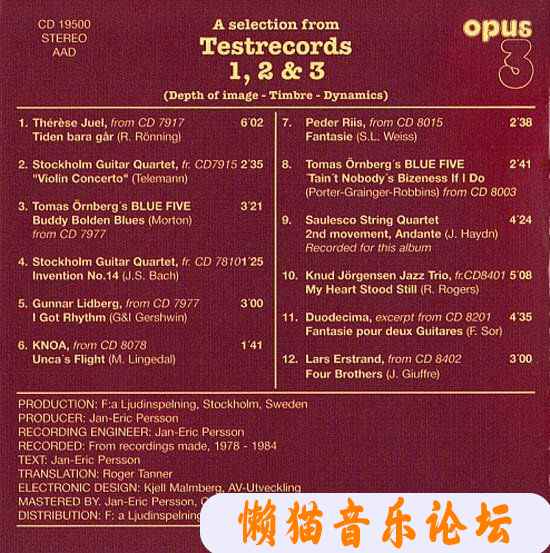 CD 19500
STEREO
AAD
A selection from
Testrecords
1, 2 & 3
(Depth of image - Timbre - Dynamics)
opus
3
1. Thérèse Juel, from CD 7917 6´02
Tiden bara går (R. Rönning)
2. Stockholm Guitar Quartet, fr. CD7915 2´35
"Violin Concerto" (Telemann)
3. Tomas Örnberg´s BLUE FIVE 3´21
Buddy Bolden Blues (Morton)
from CD 7977
4. Stockholm Guitar Quartet, fr. CD 7810 1´25
Invention No.14 (J.S. Bach)
5. Gunnar Lidberg, from CD 7977 3´00
I Got Rhythm (G&I Gershwin)
6. KNOA, from CD 8078 1´41
Unca´s Flight (M. Lingedal)
7. Peder Riis, from CD 8015 2´38
Fantasie (S.L. Weiss)
8. Tomas Örnberg´s BLUE FIVE 2´41
´Tain´t Nobody´s Bizeness If I Do
(Porter-Grainger-Robbins) from CD 8003
9. Saulesco String Quartet 4´24
2nd movement, Andante (J. Haydn)
Recorded for this album
10. Knud Jörgensen Jazz Trio, fr.CD8401 5´08
My Heart Stood Still (R. Rogers)
11. Duodecima, excerpt from CD 8201 4´35
Fantasie pour deux Guitares (F. Sor)
12. Lars Erstrand, from CD 8402 3´00
Four Brothers (J. Giuffre)
PRODUCTION: F:a Ljudinspelning, Stockholm, Sweden
PRODUCER: Jan-Eric Persson
RECORDING ENGINEER: Jan-Eric Persson
RECORDED: From recordings made, 1978 - 1984
TEXT: Jan-Eric Persson
TRANSLATION: Roger Tanner
ELECTRONIC DESIGN: Kjell Malmberg, AV-Utveckling
MASTERED BY. Jan-Eric Persson,
DISTRIBUTION: F: a Ljudinspelning
懒猫音乐论坛